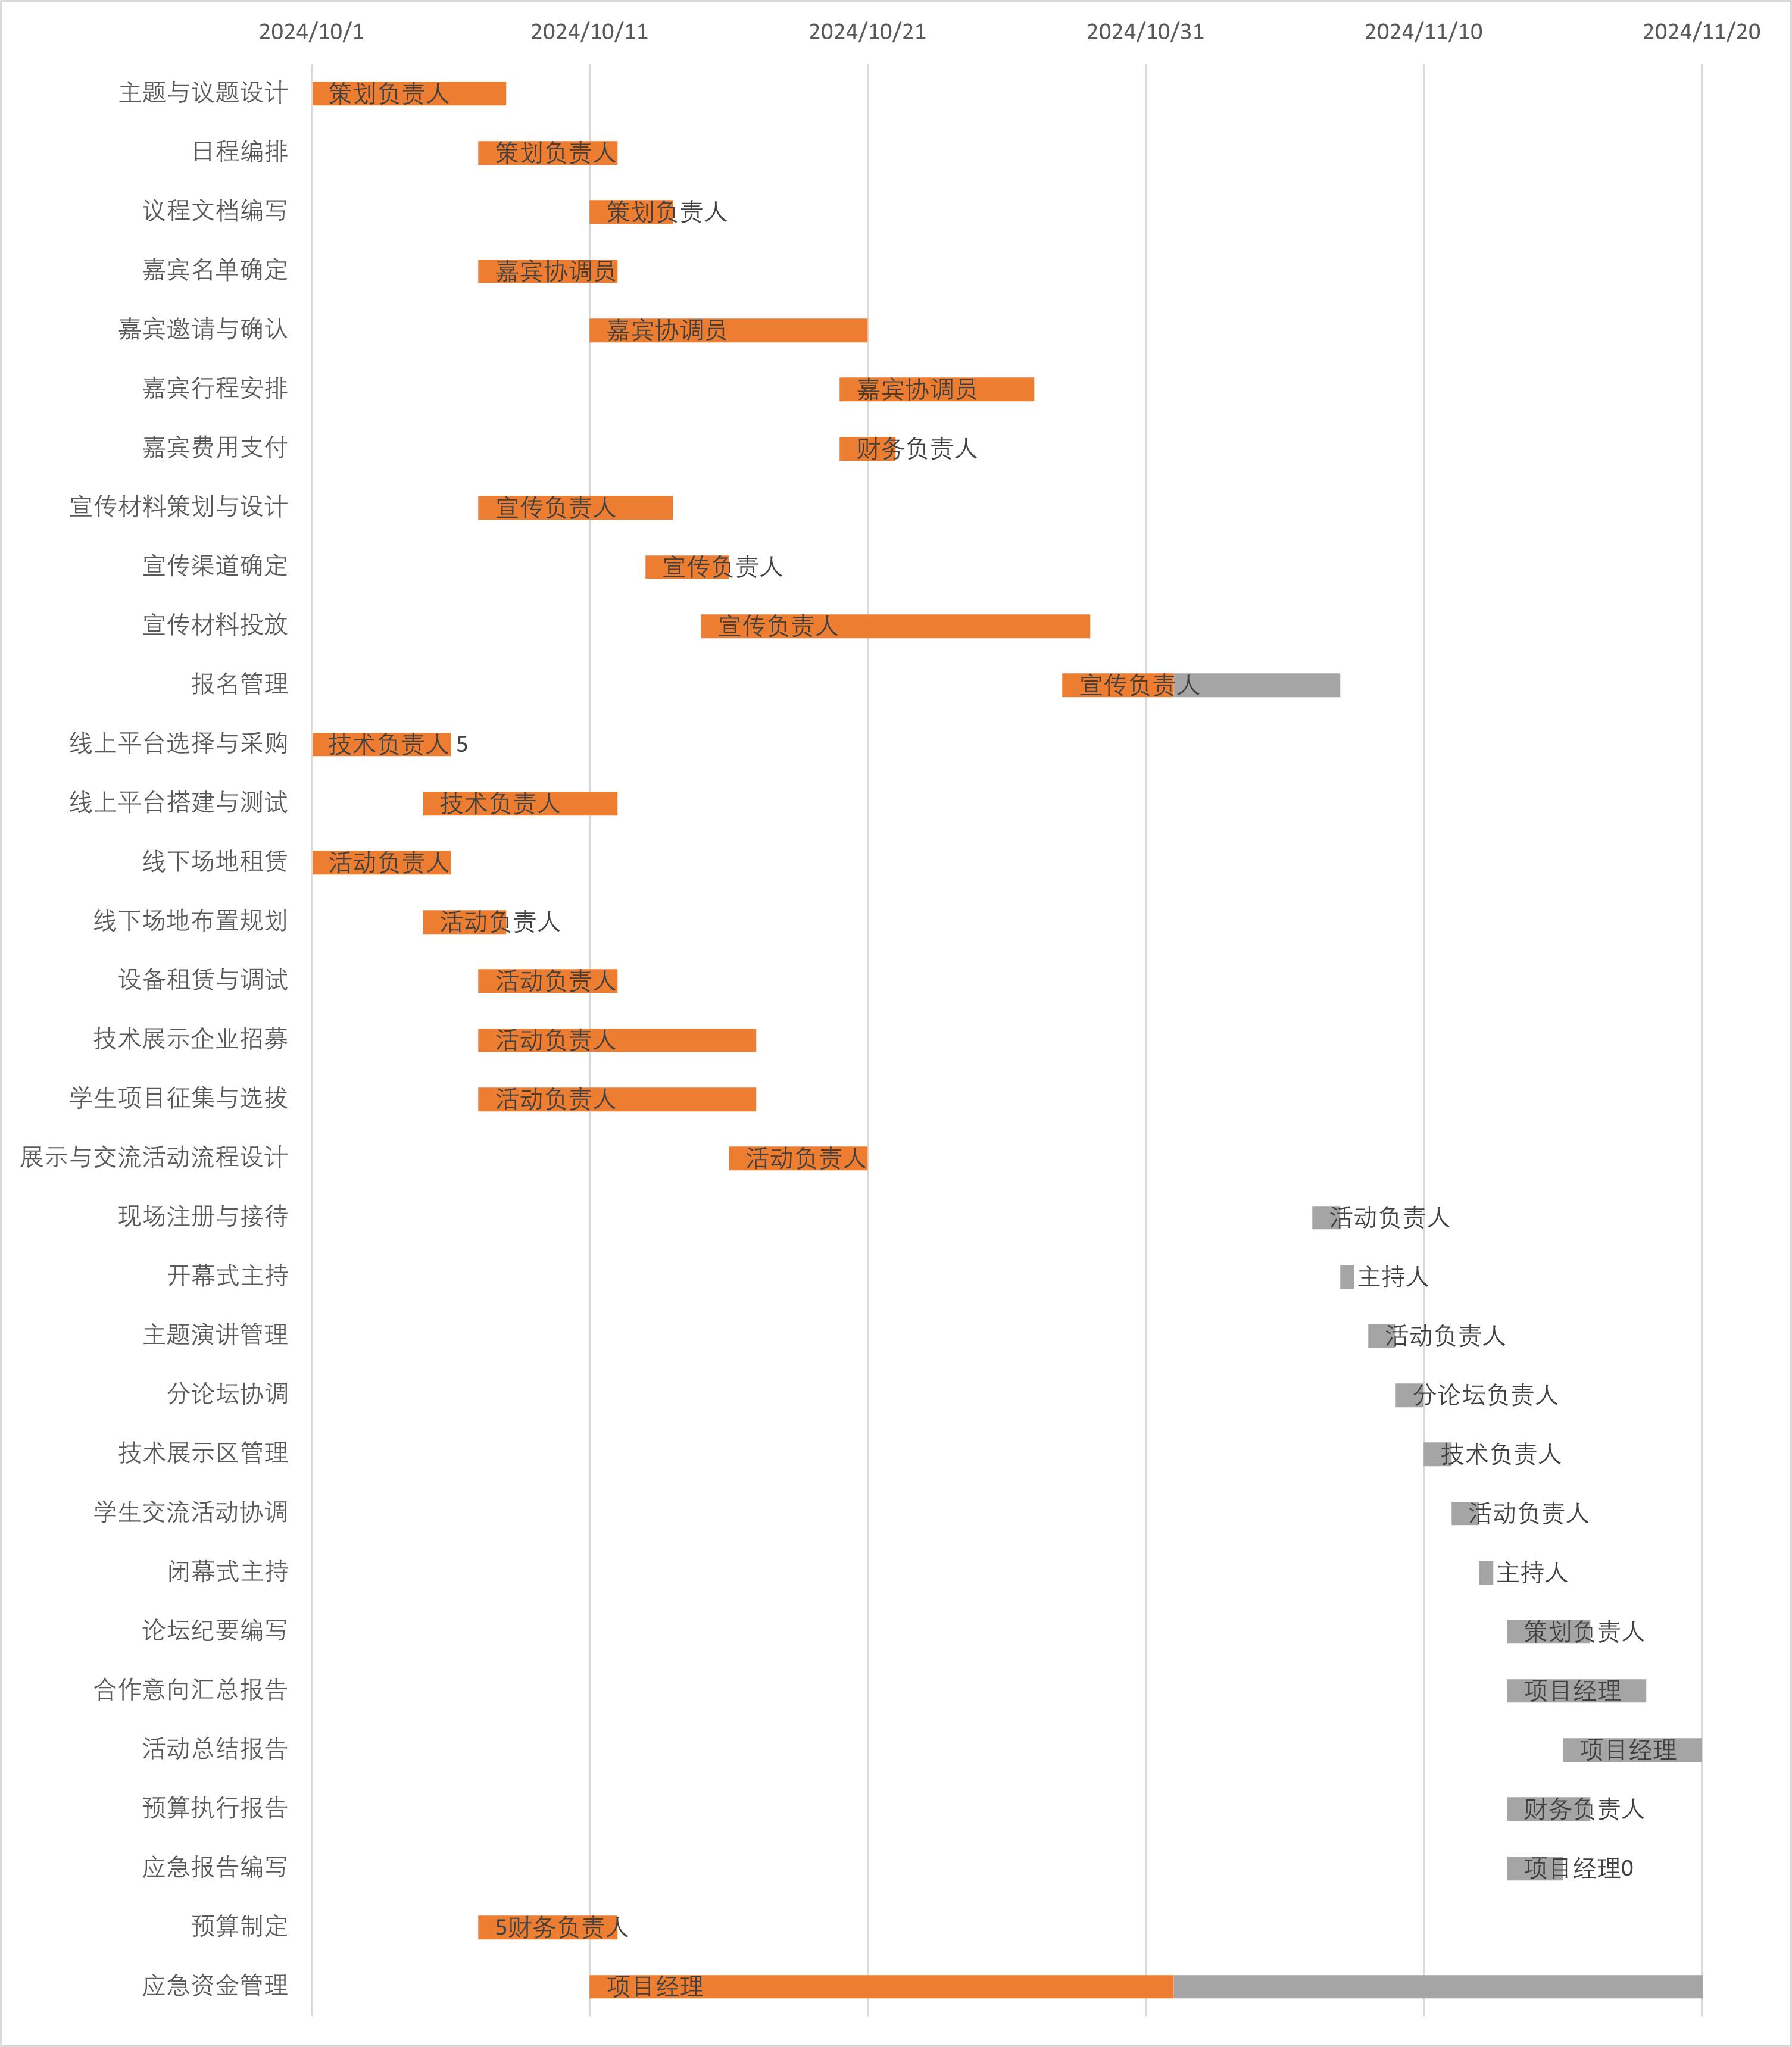 2024/10/1 2024/10/11 2024/10/21 2024/10/31 2024/11/10 2024/11/20
主题与议题设计 策划负责人
日程编排 策划负责人
议程文档编写 策划负责人
嘉宾名单确定 嘉宾协调员
嘉宾邀请与确认 嘉宾协调员
嘉宾行程安排 嘉宾协调员
嘉宾费用支付 财务负责人
宣传材料策划与设计 宣传负责人
宣传渠道确定 宣传负责人
宣传材料投放 宣传负责人
报名管理 宣传负责人
线上平台选择与采购 技术负责人 5
线上平台搭建与测试 技术负责人
线下场地租赁 活动负责人
线下场地布置规划 活动负责人
设备租赁与调试 活动负责人
技术展示企业招募 活动负责人
学生项目征集与选拔 活动负责人
展示与交流活动流程设计 活动负责人
现场注册与接待 活动负责人
开幕式主持 主持人
主题演讲管理 活动负责人
分论坛协调 分论坛负责人
技术展示区管理 技术负责人
学生交流活动协调 活动负责人
闭幕式主持 主持人
论坛纪要编写 策划负责人
合作意向汇总报告 项目经理
活动总结报告 项目经理
预算执行报告 财务负责人
应急报告编写 项目经理0
预算制定 5财务负责人
应急资金管理 项目经理